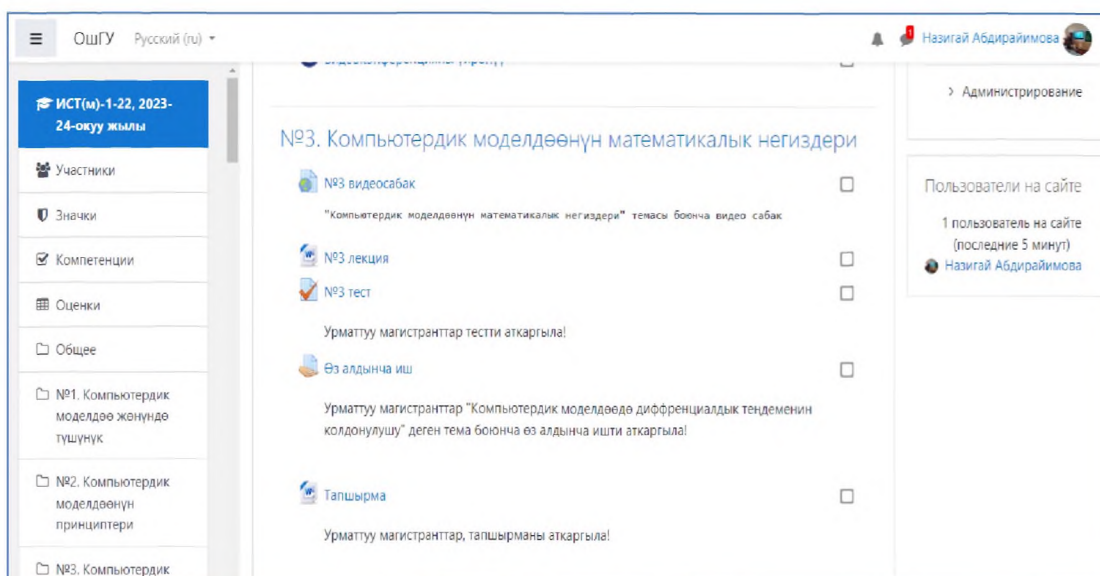 ОшГУ Русский (ru)
Назигай Абдирайимова
ИСТ(м)-1-22, 2023-
24-окуу жылы
Участники
Значки
Компетенции
Оценки
Общее
№1. Компьютердик
моделдөө жөнүндө
түшүнүк
№2. Компьютердик
моделдөөнүн
принциптери
№3. Компьютердик
№3. Компьютердик моделдөөнүн математикалык негиздери
№3 видеосабак
"Компьютердик моделдөөнүн математикалык негиздери" темасы боюнча видео сабак
№3 лекция
№3 тест
Урматтуу магистранттар тестти аткаргыла!
Өз алдынча иш
Урматтуу магистранттар "Компьютердик моделдөөдө диффренциалдык теңдеменин
колдонулушу" деген тема боюнча өз алдынча ишти аткаргыла!
Тапшырма
Урматтуу магистранттар, тапшырманы аткаргыла!
Администрирование
Пользователи на сайте
1 пользователь на сайте
(последние 5 минут)
Назигай Абдирайимова